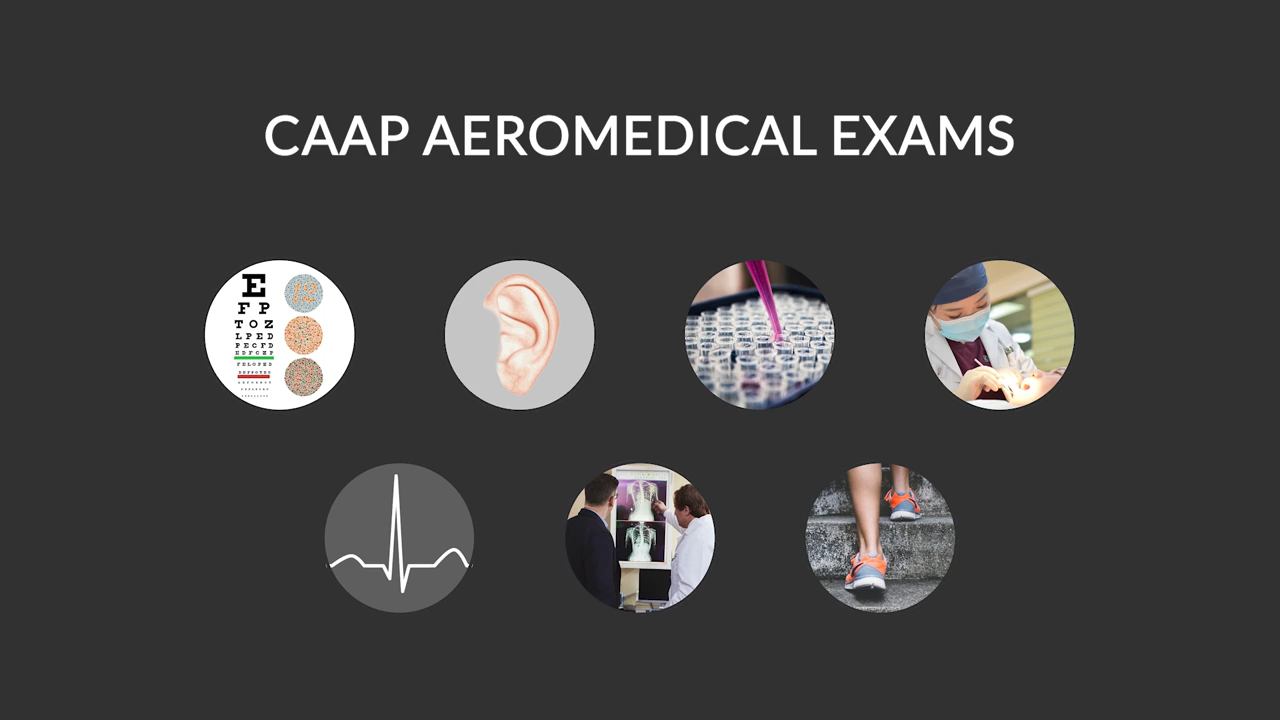 CAAP AEROMEDICAL EXAMS
E
F P
T O Z
L P E D
P E C F D
E D F C Z P